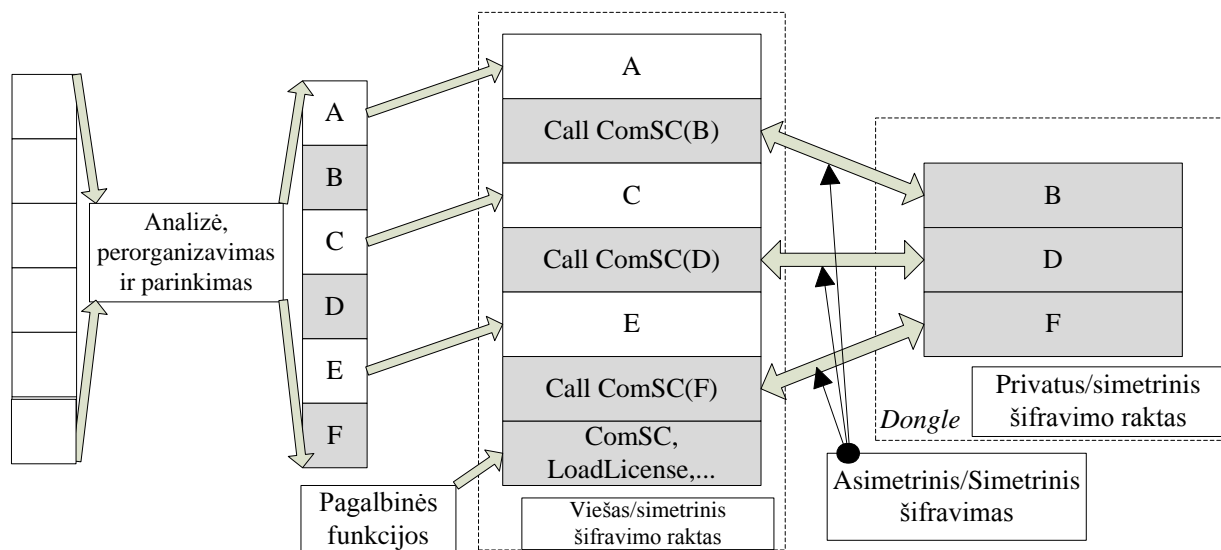 Analizė,
perorganizavimas
ir parinkimas
A
B
C
D
E
F
Pagalbinės
funkcijos
A
Call ComSC(B)
C
Call ComSC(D)
E
Call ComSC(F)
ComSC,
LoadLicense,...
Viešas/simetrinis
šifravimo raktas
B
D
F
Dongle
Privatus/simetrinis
šifravimo raktas
Asimetrinis/Simetrinis
šifravimas